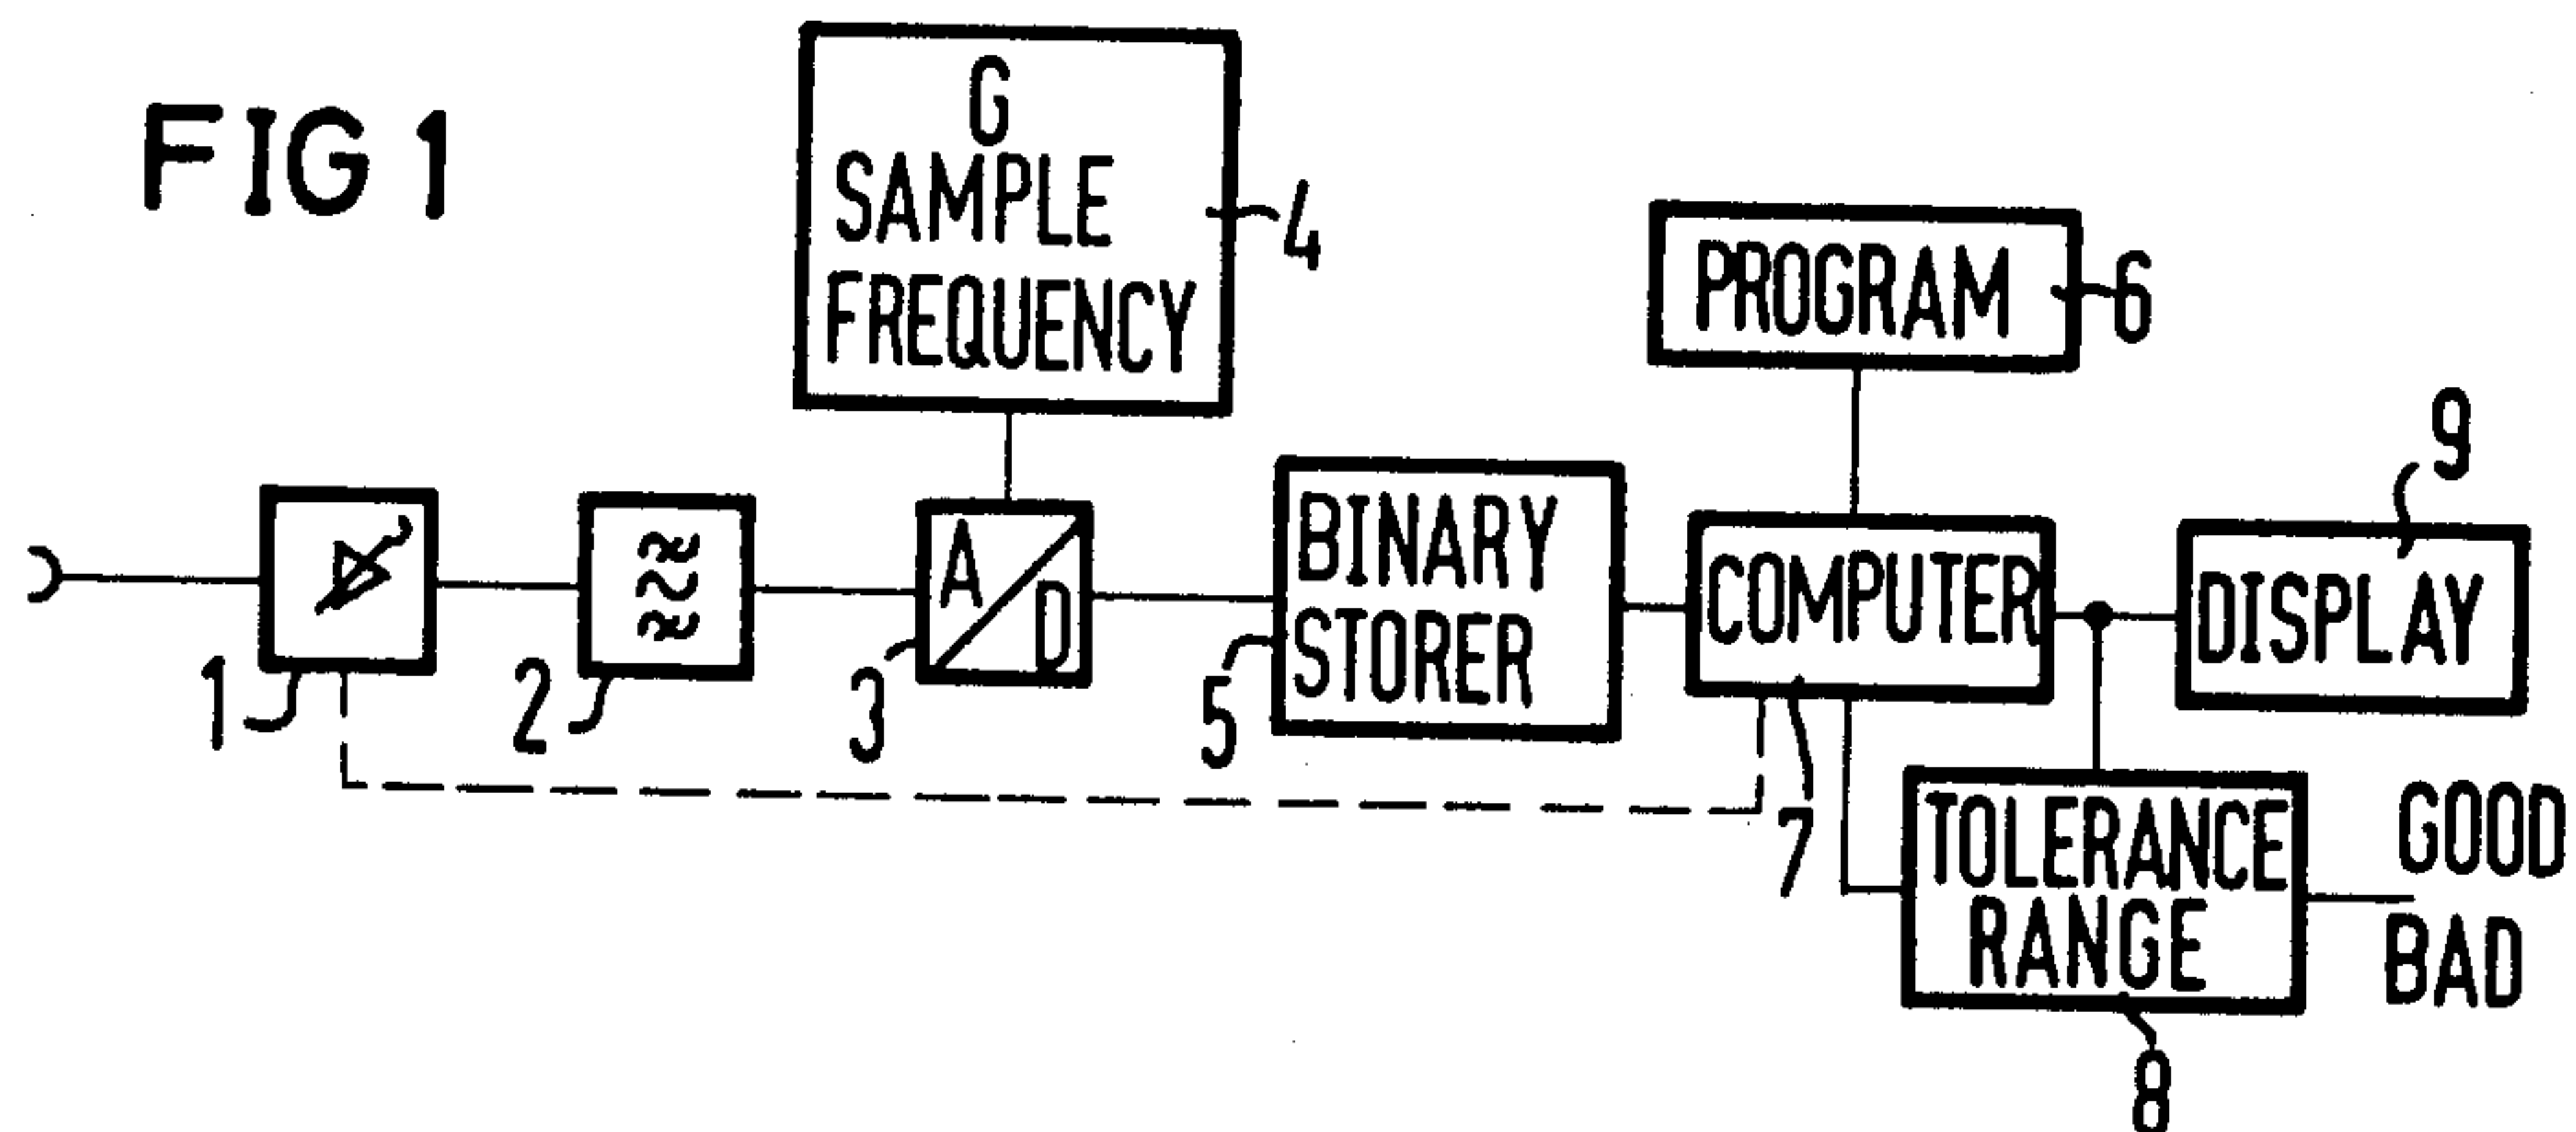 FIG 1
G
SAMPLE
FREQUENCY
4
PROGRAM
6
9
A
D
BINARY
STORER
COMPUTER
DISPLAY
1
2
3
5
7
TOLERANCE
RANGE
GOOD
BAD
8